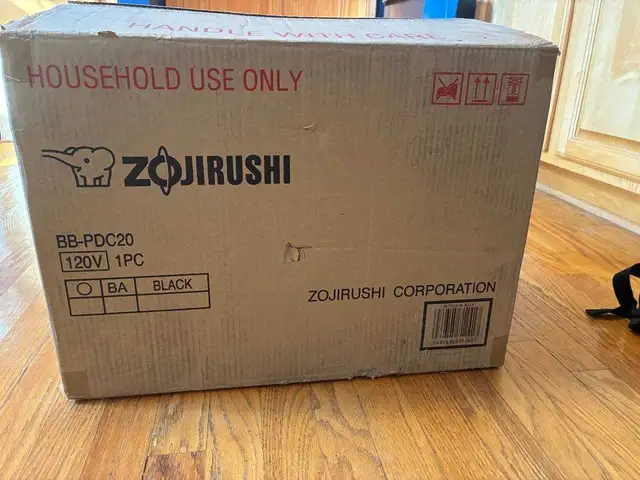 HANDLE WITH CARE
HOUSEHOLD USE ONLY
ZOJIRUSHI
BB-PDC20
120V 1PC
BA BLACK
ZOJIRUSHI CORPORATION